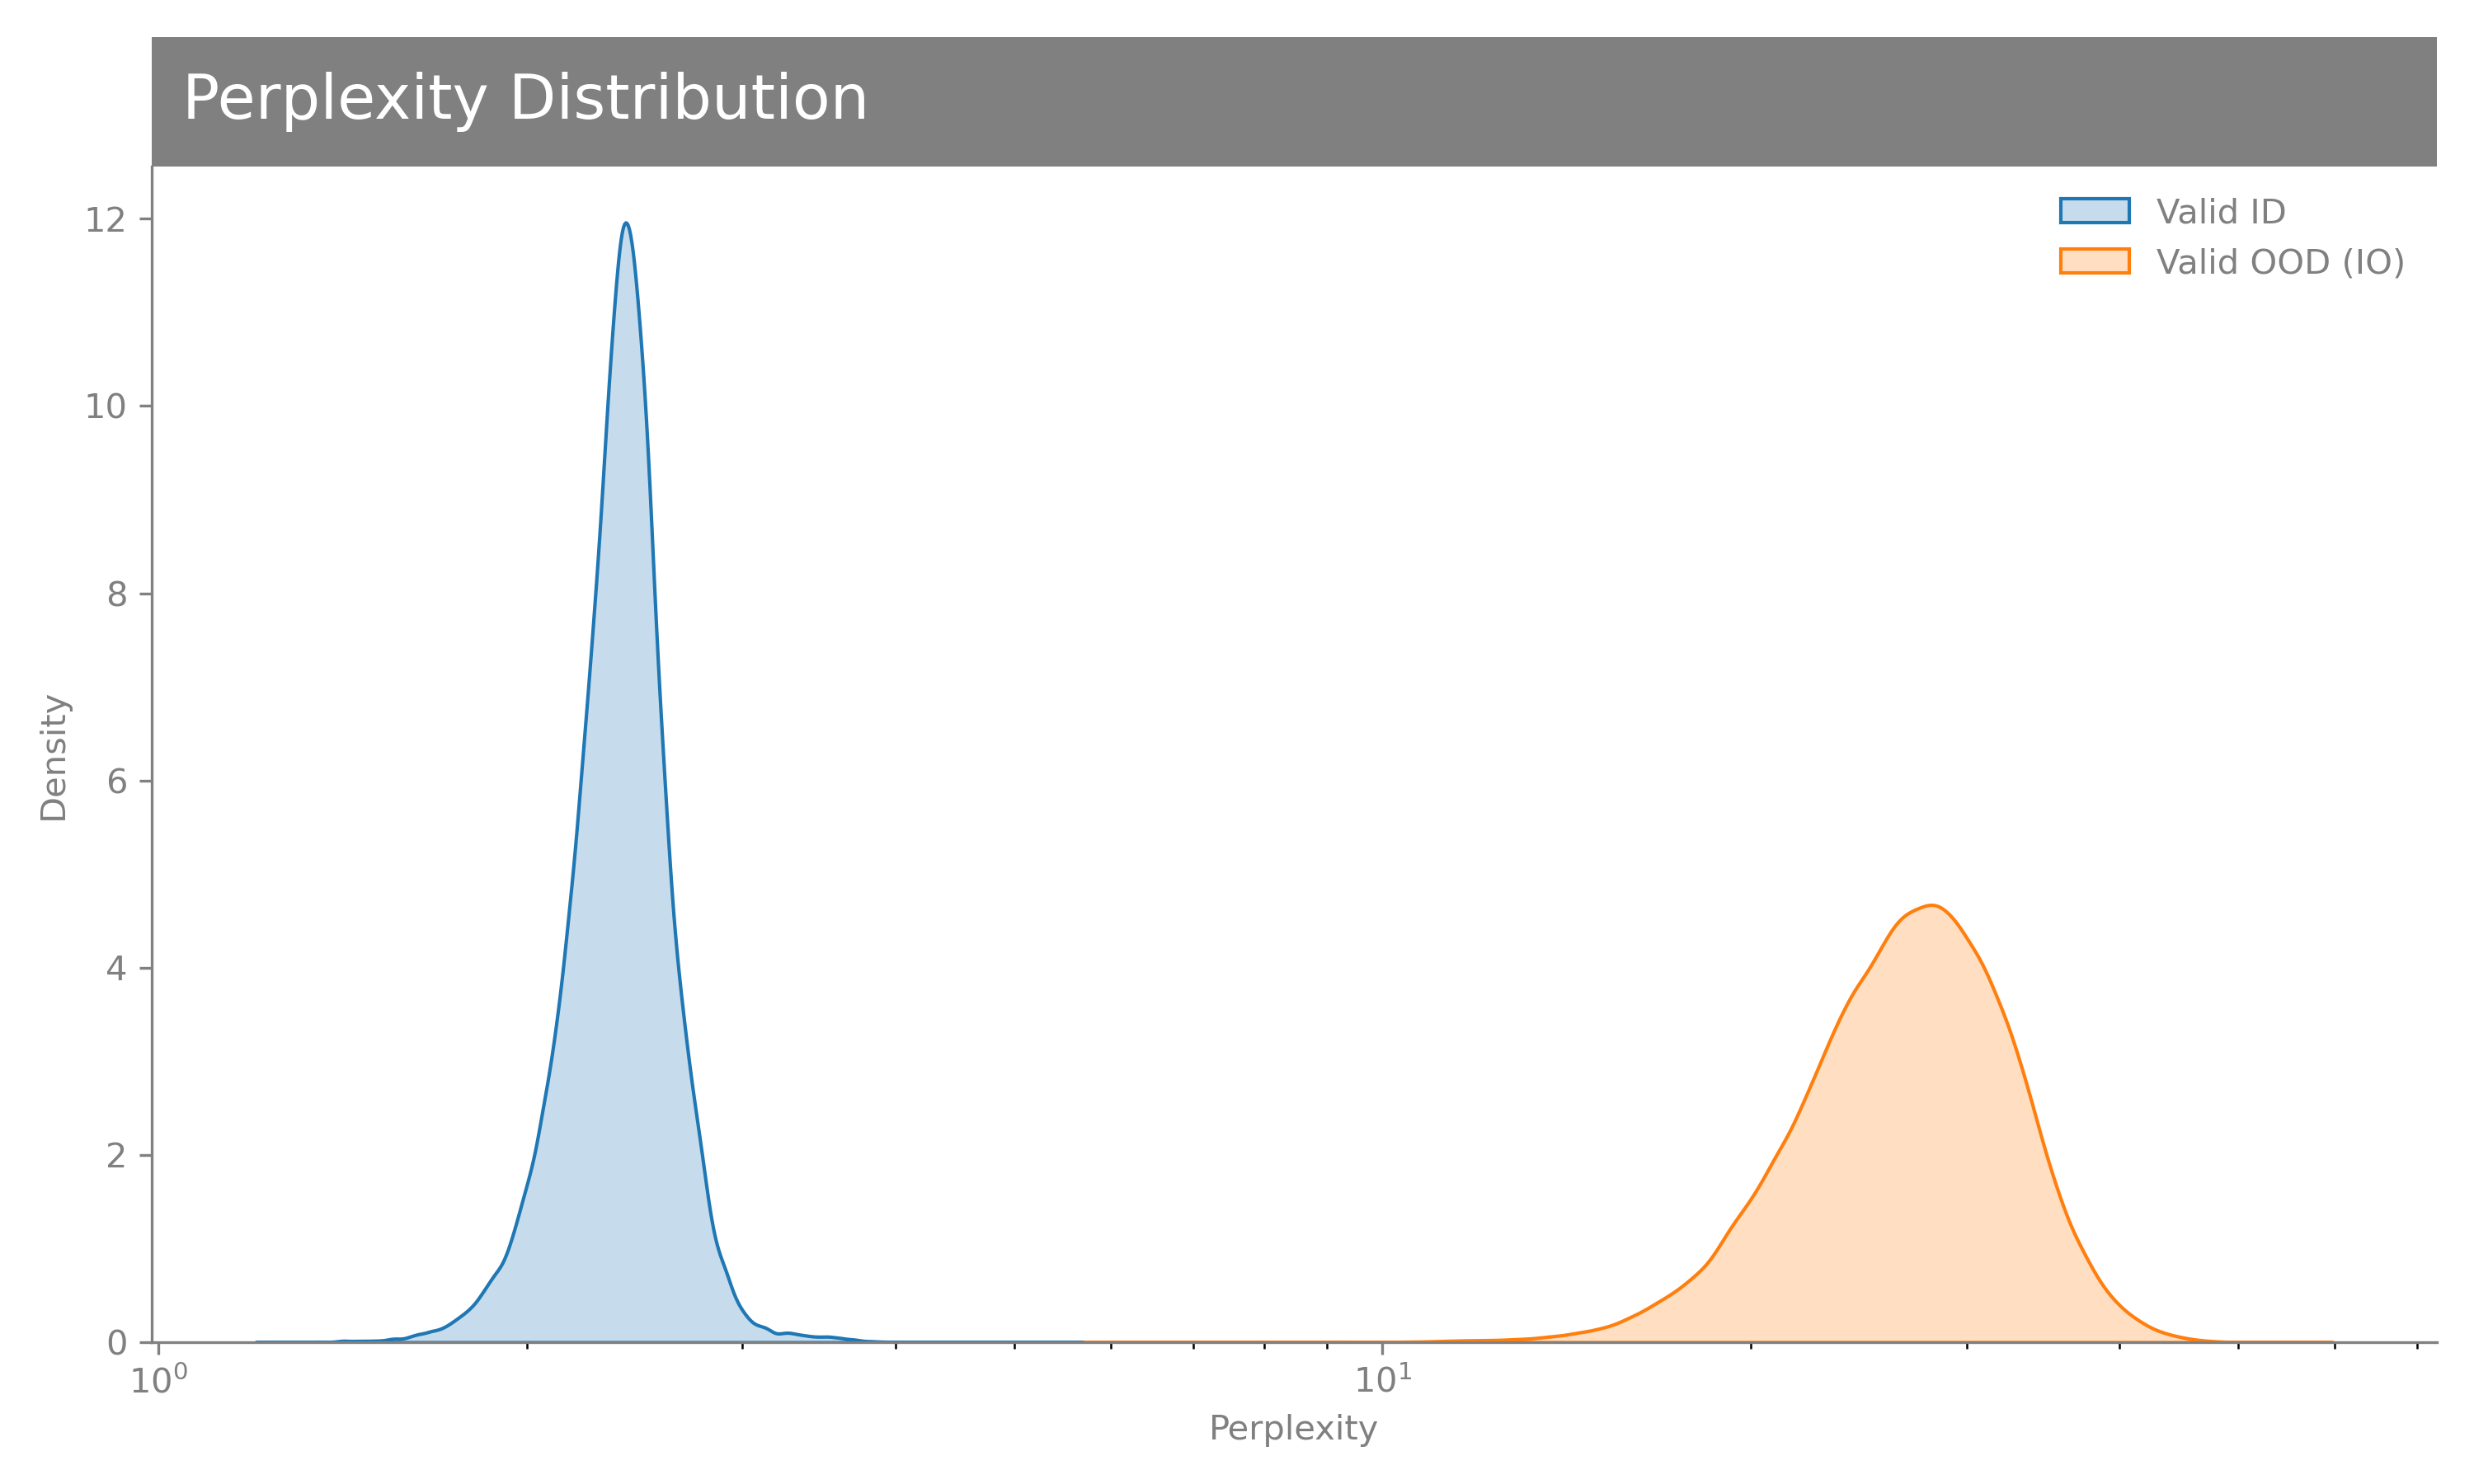 Perplexity Distribution
Valid ID
Valid OOD (IO)
12
10
8
6
4
2
0
Density
10⁰
10¹
Perplexity